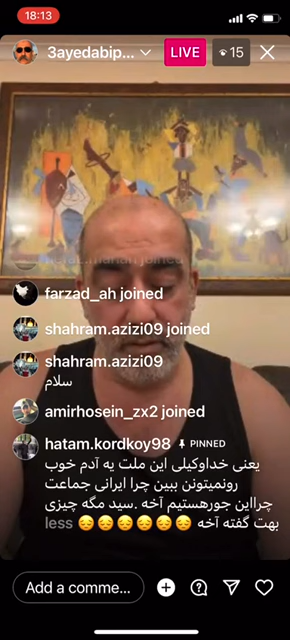 18:13
3ayedabip...
LIVE
15
farzad_ah joined
shahram.azizi09 joined
shahram.azizi09
سلام
amirhosein_zx2 joined
hatam.kordkoy98 PINNED
یعنی خداوکیلی این ملت یه آدم خوب
رونمیتونن ببین چرا ایرانی جماعت
چرااین جورهستیم آخه .سید مگه چیزی
بهت گفته آخه 😔😔😔😔😔😔 less
Add a comme...